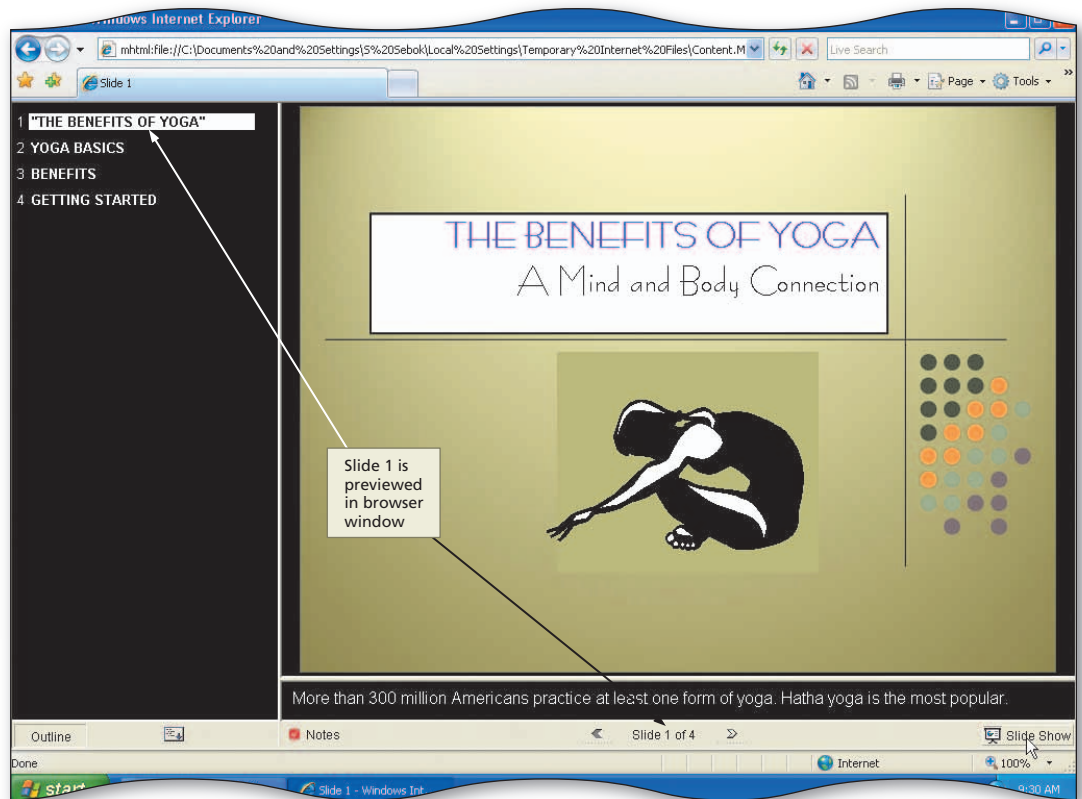 Windows Internet Explorer
mhtml:file://C:\Documents%20and%20Settings\S%20Sebok\Local%20Settings\Temporary%20Internet%20Files\Content.M
Live Search
Slide 1
Page
Tools
1 "THE BENEFITS OF YOGA"
2 YOGA BASICS
3 BENEFITS
4 GETTING STARTED
THE BENEFITS OF YOGA
A Mind and Body Connection
Slide 1 is
previewed
in browser
window
More than 300 million Americans practice at least one form of yoga. Hatha yoga is the most popular.
Outline
Notes
Slide 1 of 4
Slide Show
Done
Internet
100%
start
Slide 1 - Windows Int
9:30 AM